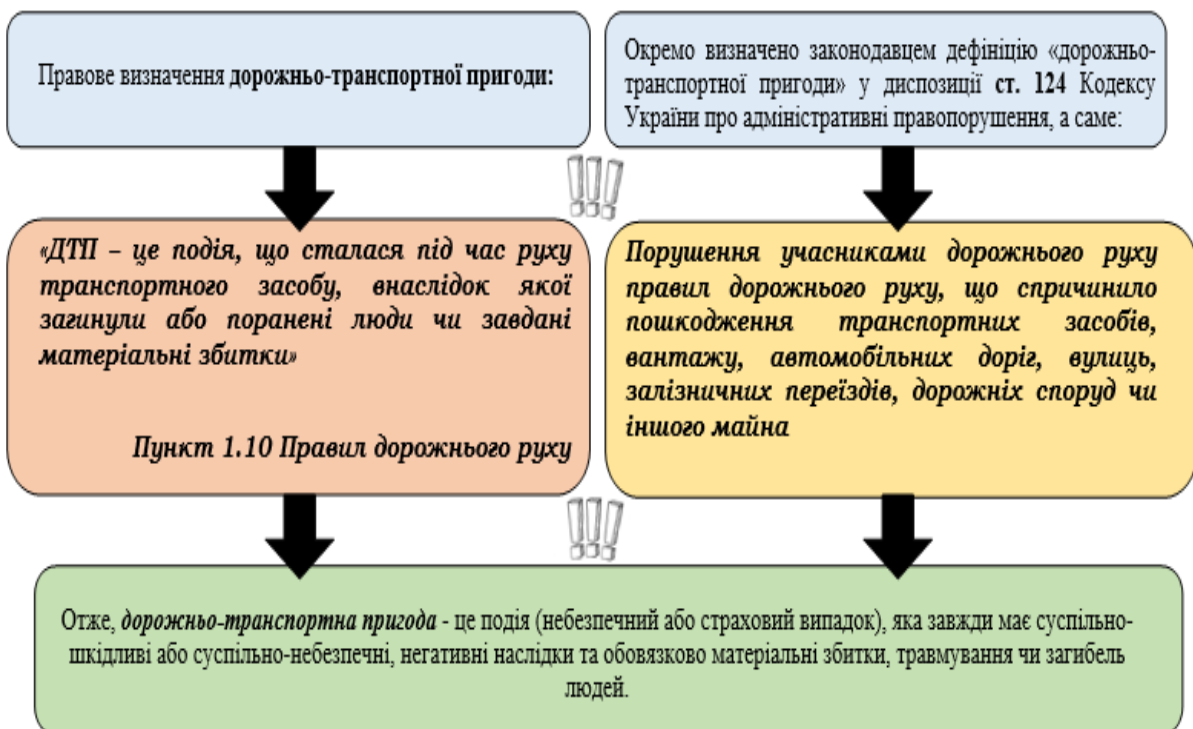 Правове визначення дорожньо-транспортної пригоди:
Окремо визначено законодавцем дефініцію «дорожньо-
транспортної пригоди» у диспозиції ст. 124 Кодексу
України про адміністративні правопорушення, а саме:
«ДТП – це подія, що сталася під час руху
транспортного засобу, внаслідок якої
загинули або поранені люди чи завдані
матеріальні збитки»
Пункт 1.10 Правил дорожнього руху
Порушення учасниками дорожнього руху
правил дорожнього руху, що спричинило
пошкодження транспортних засобів,
вантажу, автомобільних доріг, вулиць,
залізничних переїздів, дорожніх споруд чи
іншого майна
Отже, дорожньо-транспортна пригода - це подія (небезпечний або страховий випадок), яка завжди має суспільно-
шкідливі або суспільно-небезпечні, негативні наслідки та обовязково матеріальні збитки, травмування чи загибель
людей.